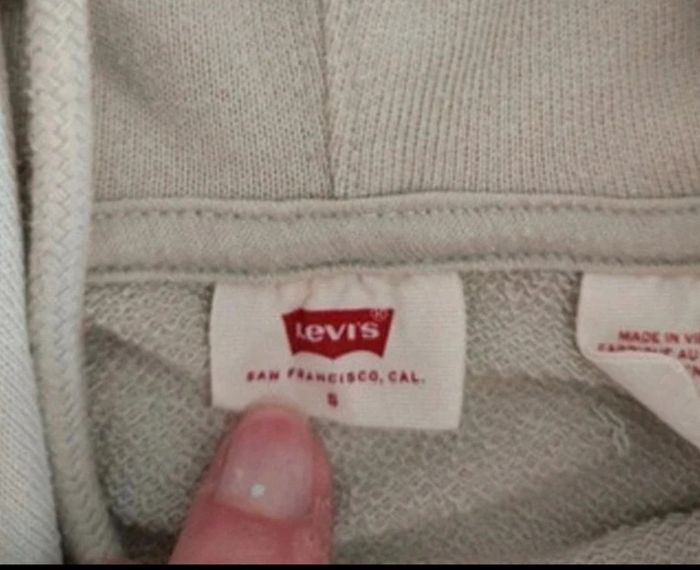 Levi's®
SAN FRANCISCO, CAL.
S
MADE IN